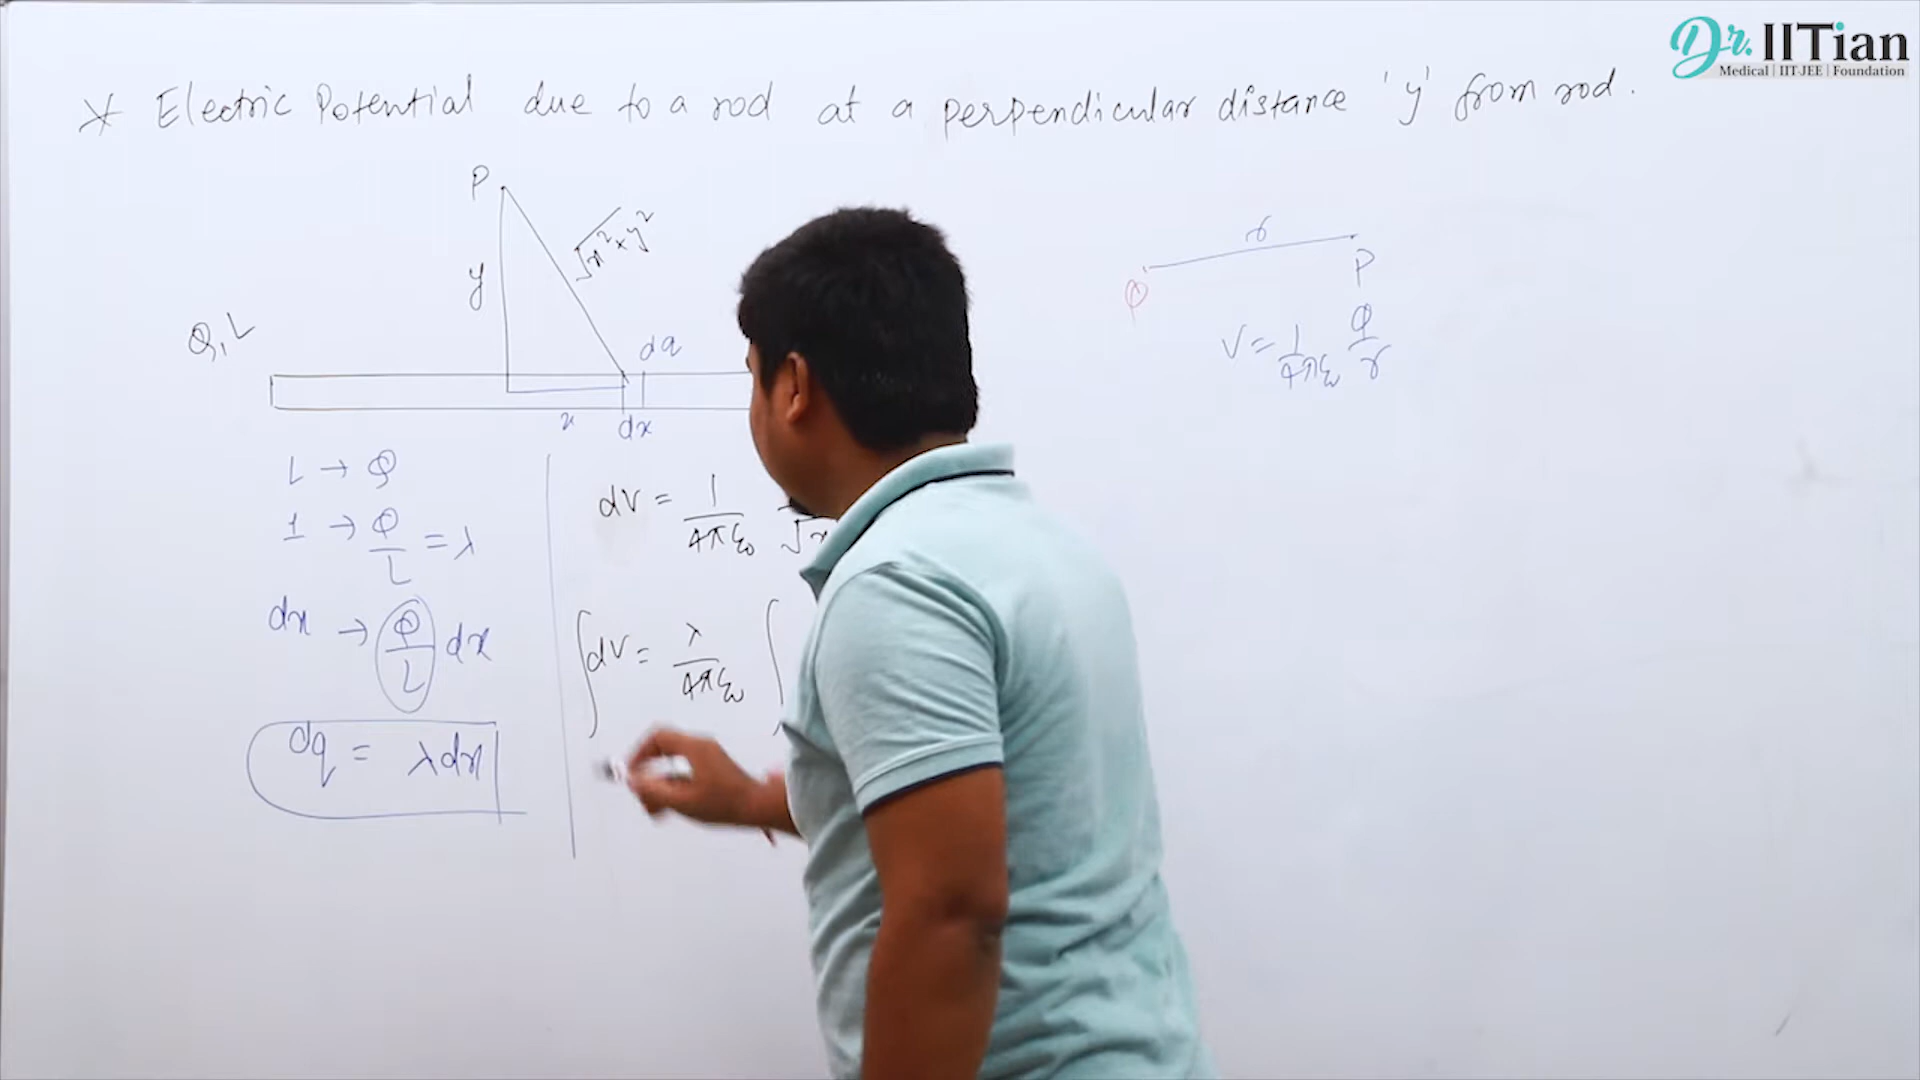 Dr. IITian
Medical | IIT-JEE | Foundation
* Electric Potential due to a rod at a perpendicular distance 'y' from rod.
P
√x²+y²
y
Q, L
dq
x
dx
r
Q
P
V = 1/4πε₀ Q/r
L → Q
1 → Q/L = λ
dx → Q/L dx
dq = λdx
dV = 1/4πε₀ √x
∫dV = λ/4πε₀ ∫